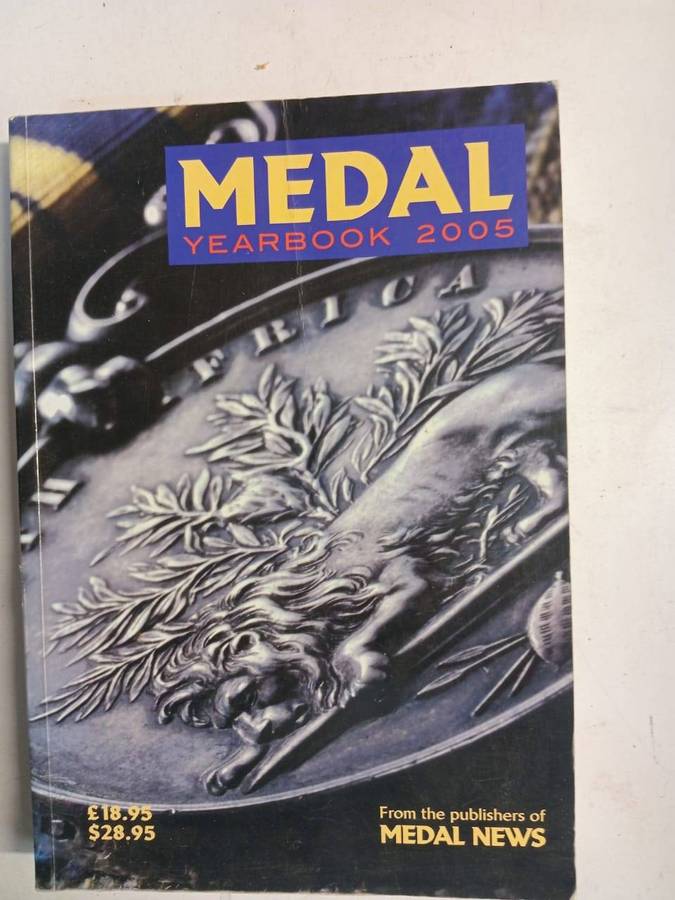 MEDAL
YEARBOOK 2005
FRICA
H
£18.95
$28.95
From the publishers of
MEDAL NEWS